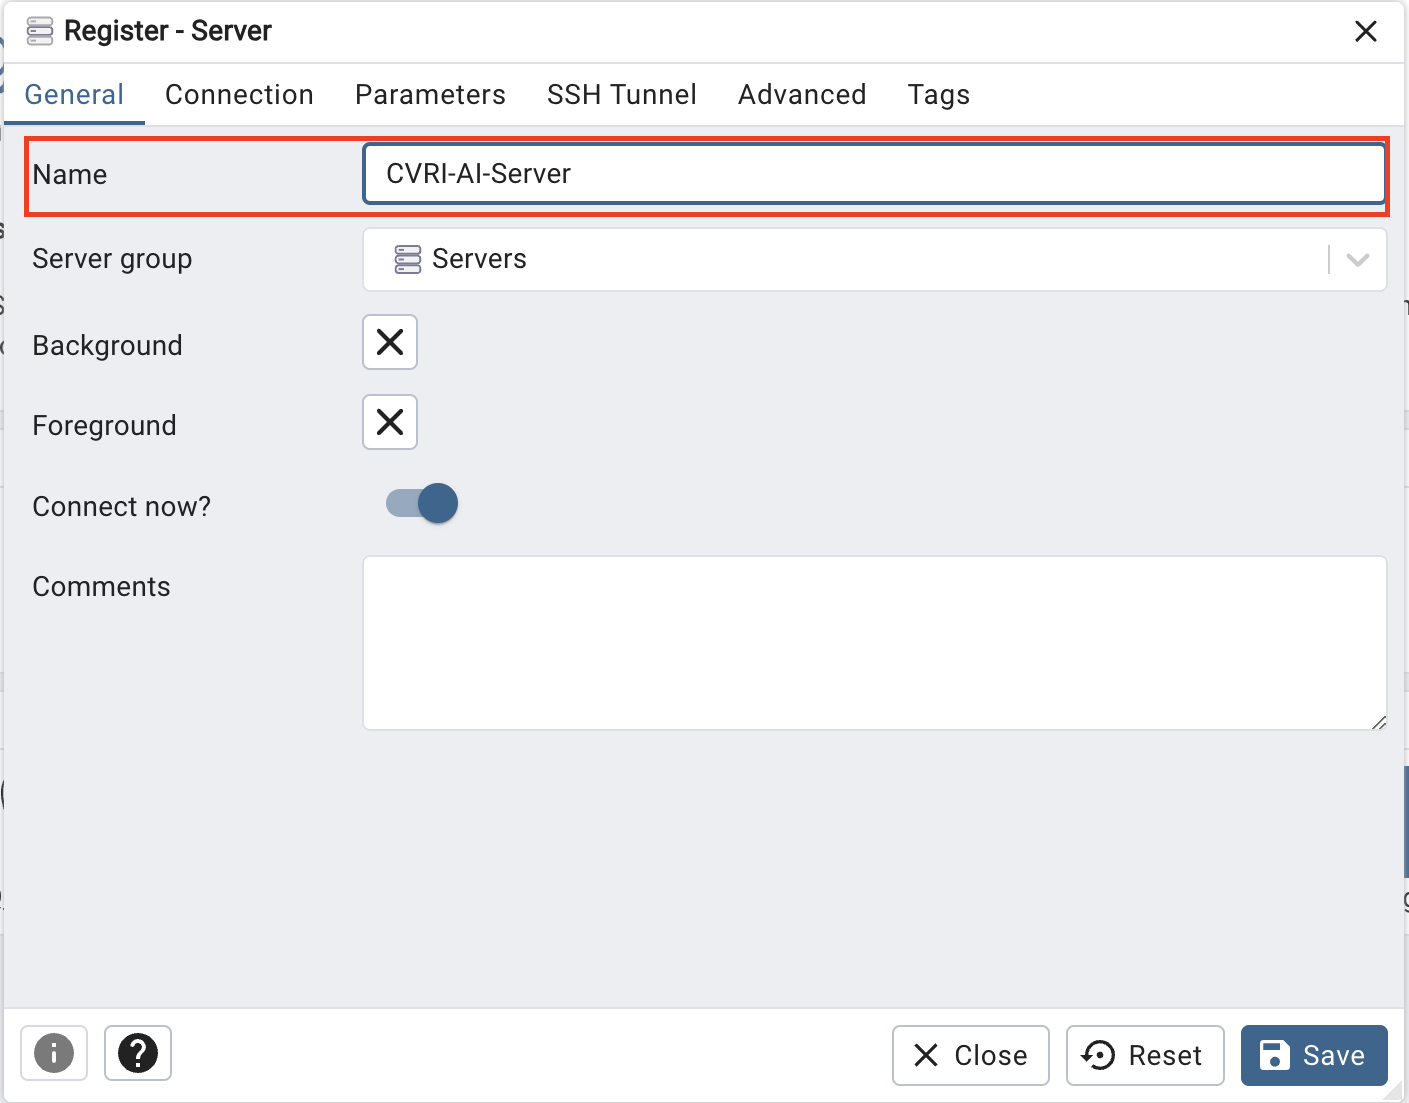 Register - Server
General Connection Parameters SSH Tunnel Advanced Tags
Name CVRI-AI-Server
Server group Servers
Background
Foreground
Connect now?
Comments
Close Reset Save